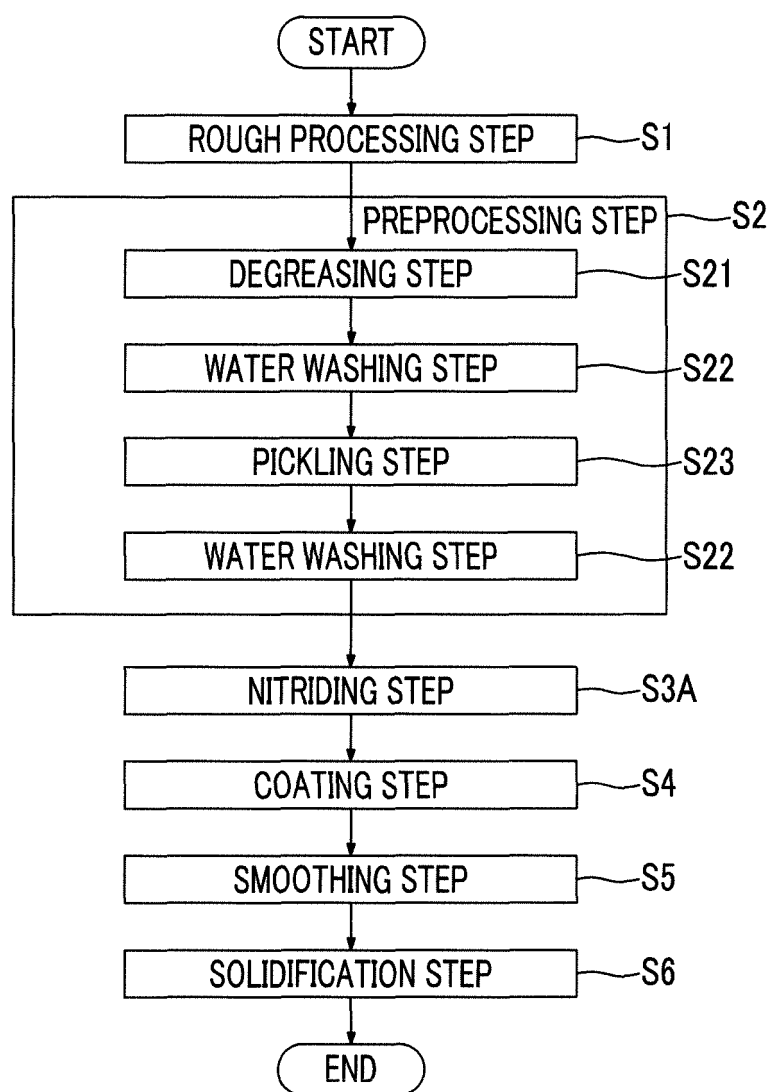 START
ROUGH PROCESSING STEP S1
PREPROCESSING STEP S2
DEGREASING STEP S21
WATER WASHING STEP S22
PICKLING STEP S23
WATER WASHING STEP S22
NITRIDING STEP S3A
COATING STEP S4
SMOOTHING STEP S5
SOLIDIFICATION STEP S6
END